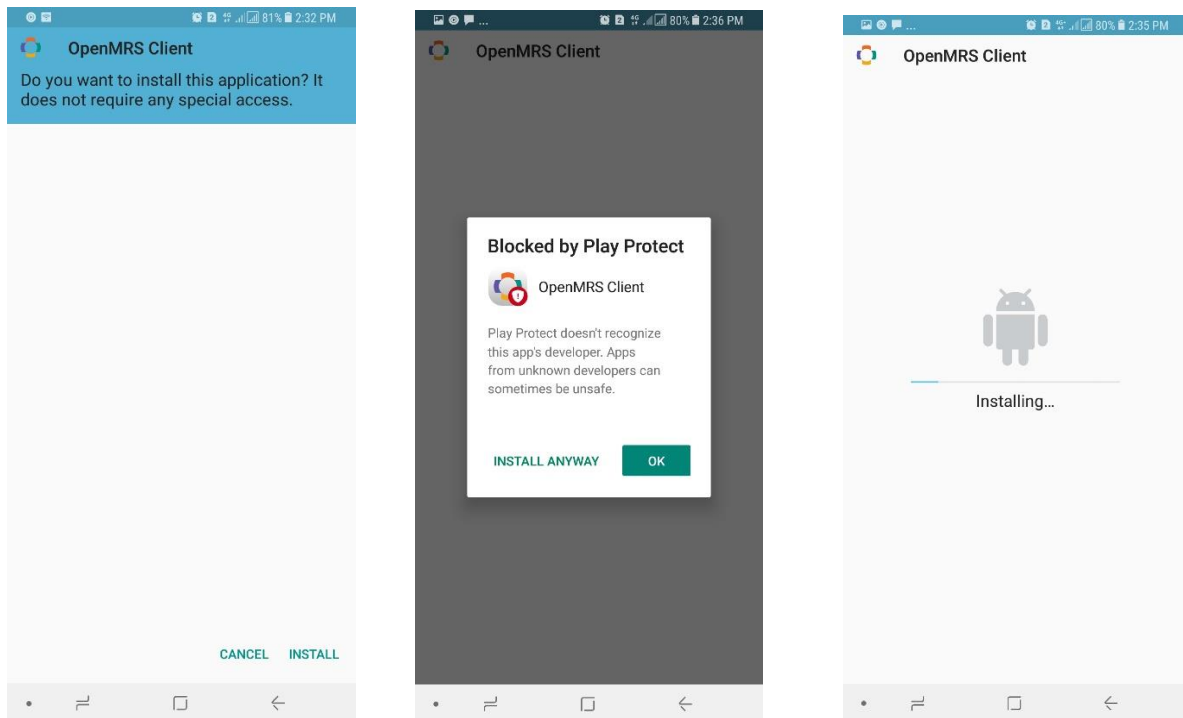 81% 2:32 PM
OpenMRS Client
Do you want to install this application? It
does not require any special access.
CANCEL INSTALL
... 80% 2:36 PM
OpenMRS Client
Blocked by Play Protect
OpenMRS Client
Play Protect doesn't recognize
this app's developer. Apps
from unknown developers can
sometimes be unsafe.
INSTALL ANYWAY OK
... 80% 2:35 PM
OpenMRS Client
Installing...